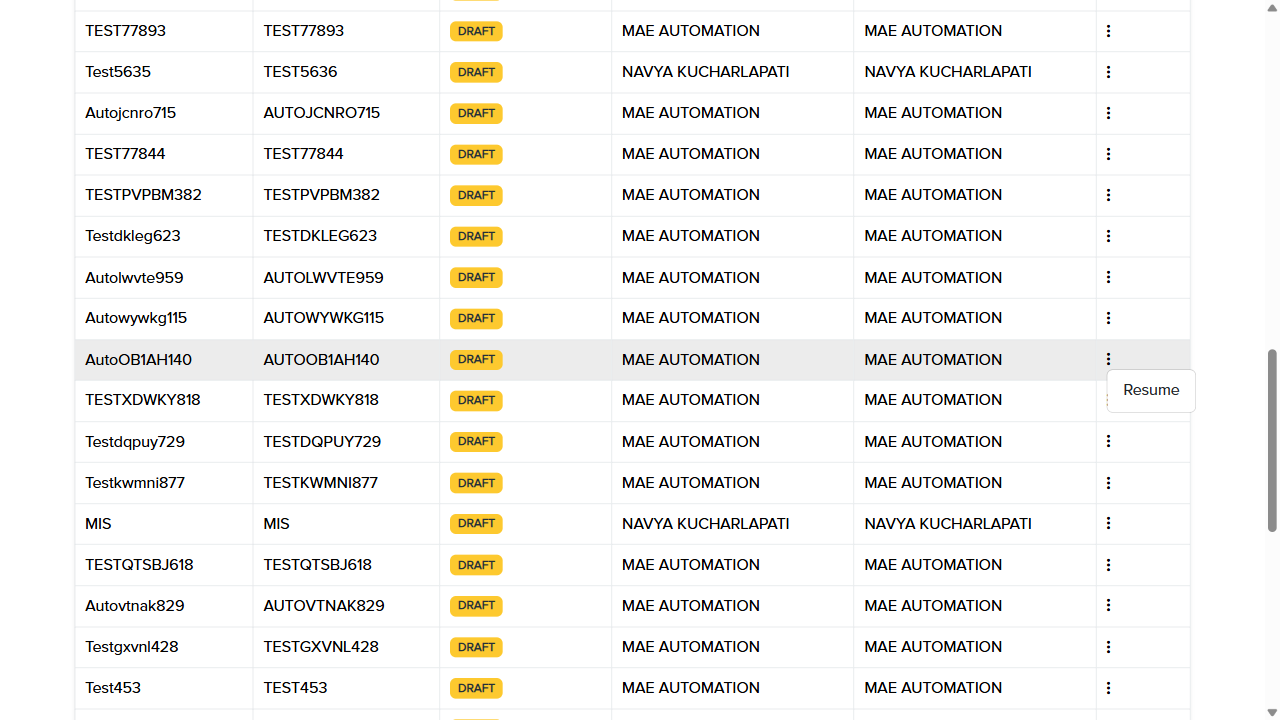 TEST77893 TEST77893 DRAFT MAE AUTOMATION MAE AUTOMATION
Test5635 TEST5636 DRAFT NAVYA KUCHARLAPATI NAVYA KUCHARLAPATI
Autojcnro715 AUTOJCNRO715 DRAFT MAE AUTOMATION MAE AUTOMATION
TEST77844 TEST77844 DRAFT MAE AUTOMATION MAE AUTOMATION
TESTPVPBM382 TESTPVPBM382 DRAFT MAE AUTOMATION MAE AUTOMATION
Testdkleg623 TESTDKLEG623 DRAFT MAE AUTOMATION MAE AUTOMATION
Autolwvte959 AUTOLWVTE959 DRAFT MAE AUTOMATION MAE AUTOMATION
Autowywkg115 AUTOWYWKG115 DRAFT MAE AUTOMATION MAE AUTOMATION
AutoOB1AH140 AUTOOB1AH140 DRAFT MAE AUTOMATION MAE AUTOMATION
Resume
TESTXDWKY818 TESTXDWKY818 DRAFT MAE AUTOMATION MAE AUTOMATION
Testdqpuy729 TESTDQPUY729 DRAFT MAE AUTOMATION MAE AUTOMATION
Testkwmni877 TESTKWMNI877 DRAFT MAE AUTOMATION MAE AUTOMATION
MIS MIS DRAFT NAVYA KUCHARLAPATI NAVYA KUCHARLAPATI
TESTQTSBJ618 TESTQTSBJ618 DRAFT MAE AUTOMATION MAE AUTOMATION
Autovtnak829 AUTOVTNAK829 DRAFT MAE AUTOMATION MAE AUTOMATION
Testgxvnl428 TESTGXVNL428 DRAFT MAE AUTOMATION MAE AUTOMATION
Test453 TEST453 DRAFT MAE AUTOMATION MAE AUTOMATION